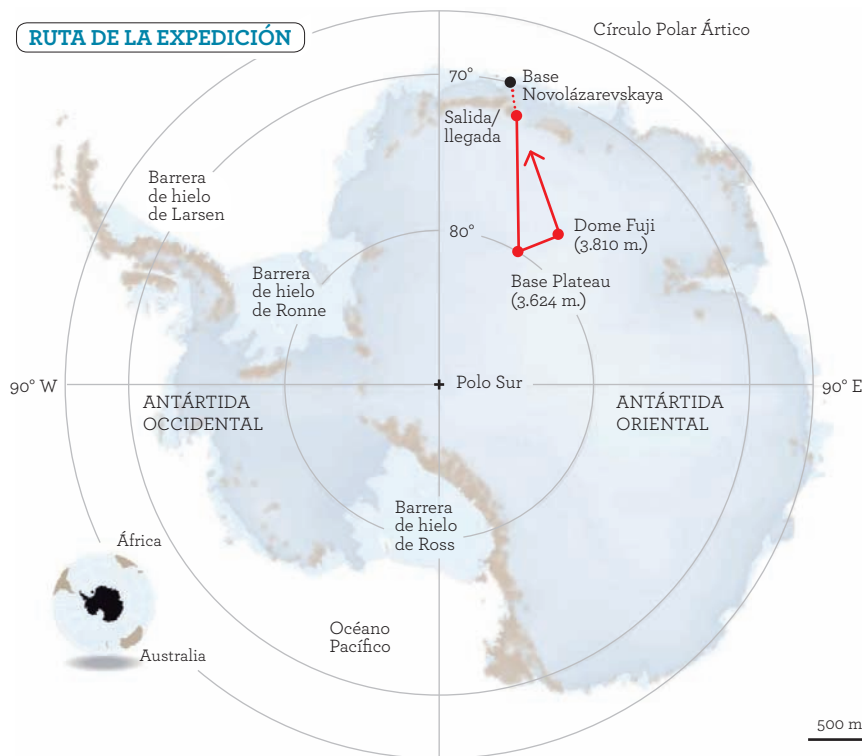 RUTA DE LA EXPEDICIÓN
Círculo Polar Ártico
70°
Base
Novolázarevskaya
Salida/
llegada
Barrera
de hielo
de Larsen
80°
Dome Fuji
(3.810 m.)
Barrera
de hielo
de Ronne
Base Plateau
(3.624 m.)
90° W
Polo Sur
90° E
ANTÁRTIDA
OCCIDENTAL
ANTÁRTIDA
ORIENTAL
Barrera
de hielo
de Ross
África
Océano
Pacífico
Australia
500 m